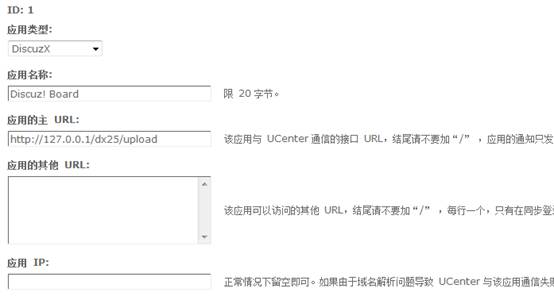 ID: 1
应用类型:
DiscuzX
应用名称:
Discuz! Board
限 20 字节。
应用的主 URL:
http://127.0.0.1/dx25/upload
该应用与 UCenter 通信的接口 URL，结尾请不要加“/” ，应用的通知只发
应用的其他 URL:
该应用可以访问的其他 URL，结尾请不要加“/” ，每行一个，只有在同步登
应用 IP:
正常情况下留空即可。如果由于域名解析问题导致 UCenter 与该应用通信失